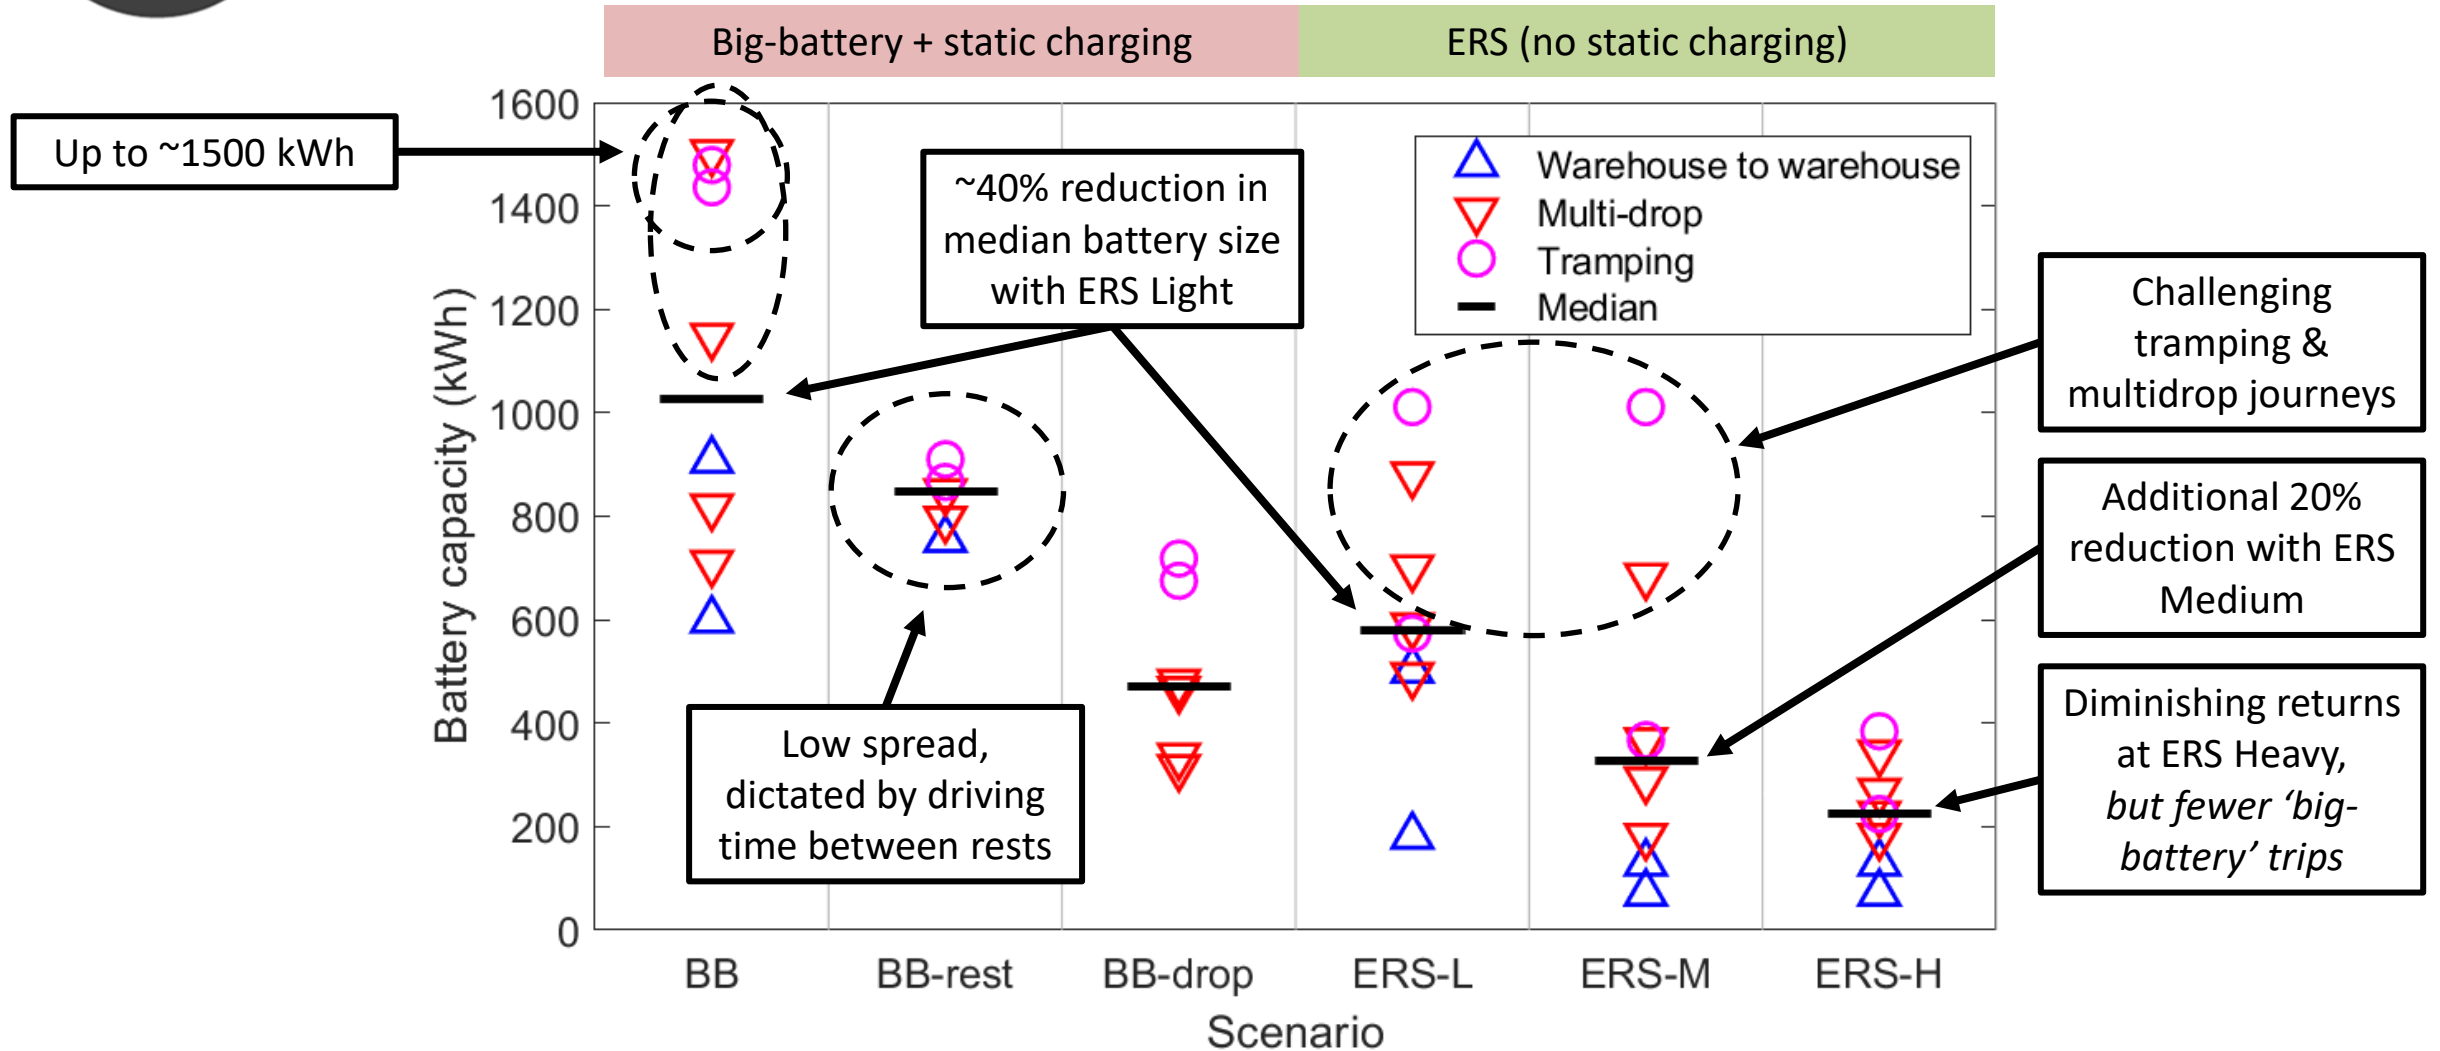 Big-battery + static charging
ERS (no static charging)
Up to ~1500 kWh
~40% reduction in
median battery size
with ERS Light
Warehouse to warehouse
Multi-drop
Tramping
Median
Challenging
tramping &
multidrop journeys
Additional 20%
reduction with ERS
Medium
Diminishing returns
at ERS Heavy,
but fewer ‘big-
battery’ trips
Low spread,
dictated by driving
time between rests
Battery capacity (kWh)
1600
1400
1200
1000
800
600
400
200
0
BB
BB-rest
BB-drop
ERS-L
ERS-M
ERS-H
Scenario